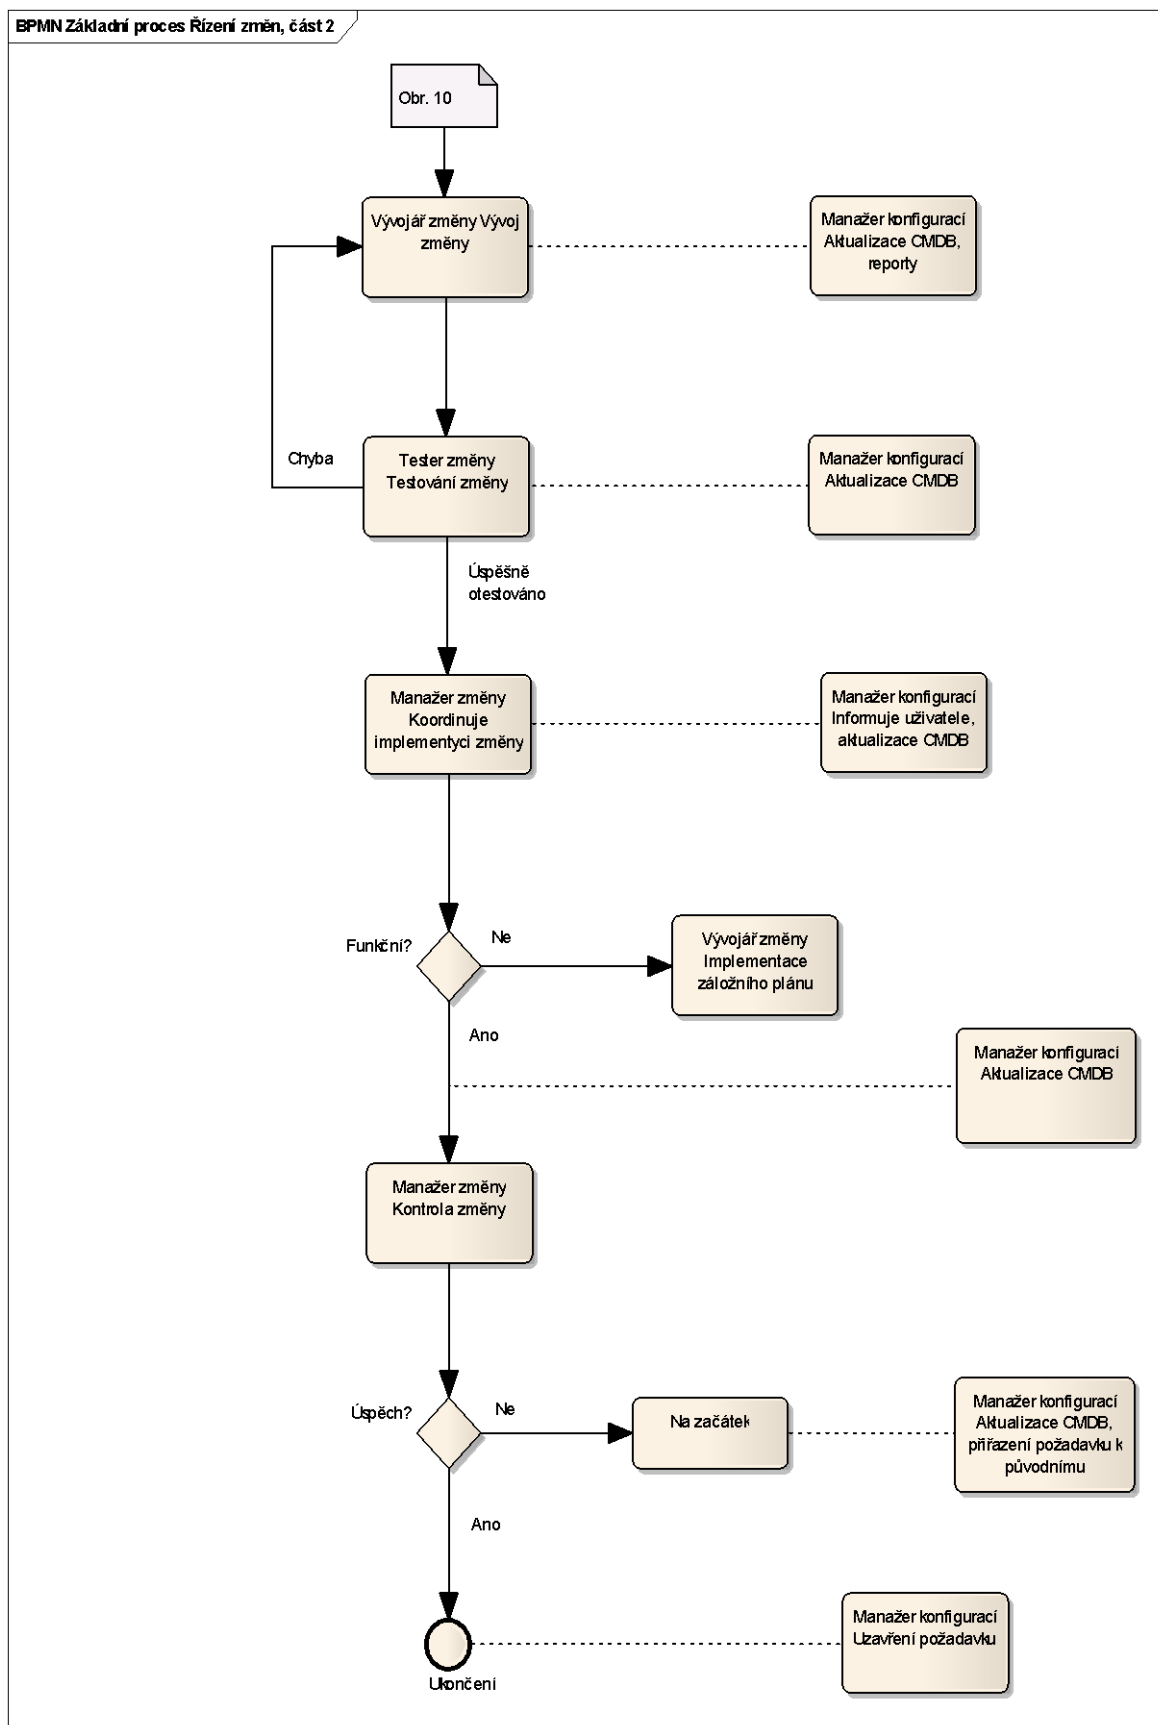 BPMN Základní proces Řízení změn, část 2
Obr. 10
Vývojář změny Vývoj
změny
Manažer konfigurací
Aktualizace CMDB,
reporty
Chyba
Tester změny
Testování změny
Manažer konfigurací
Aktualizace CMDB
Úspěšně
otestováno
Manažer změny
Koordinuje
implementyci změny
Manažer konfigurací
Informuje uživatele,
aktualizace CMDB
Funkční?
Ne
Vývojář změny
Implementace
záložního plánu
Ano
Manažer konfigurací
Aktualizace CMDB
Manažer změny
Kontrola změny
Úspěch?
Ne
Na začátek
Manažer konfigurací
Aktualizace CMDB,
přiřazení požadavku k
původnímu
Ano
Manažer konfigurací
Uzavření požadavku
Ukončení